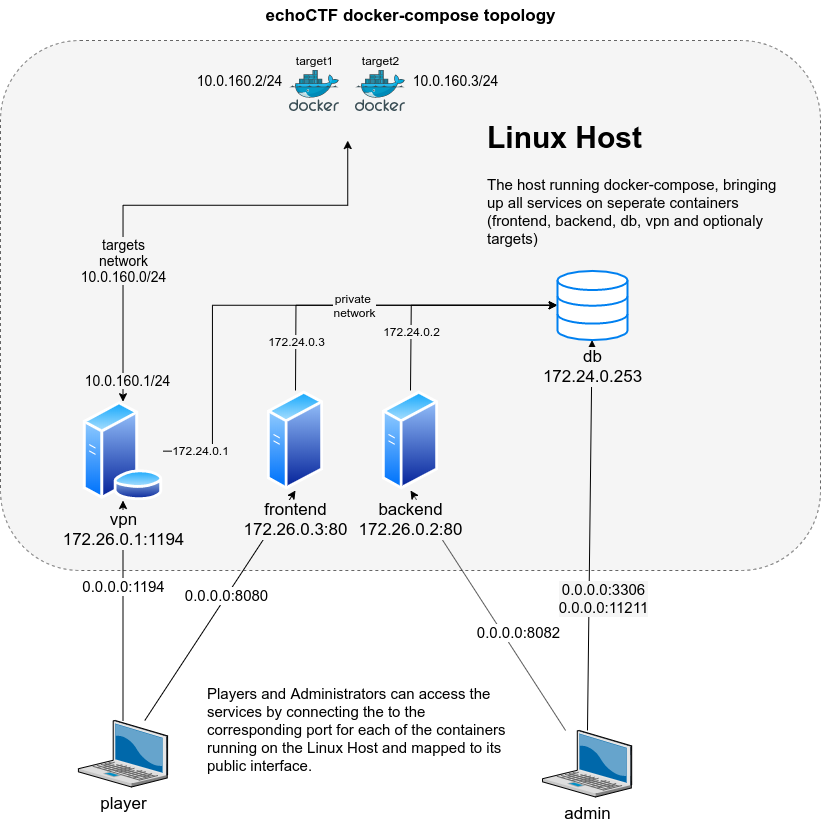 echoCTF docker-compose topology
target1
target2
10.0.160.2/24
10.0.160.3/24
docker
docker
Linux Host
The host running docker-compose, bringing
up all services on seperate containers
(frontend, backend, db, vpn and optionaly
targets)
targets
network
10.0.160.0/24
private
network
172.24.0.3
172.24.0.2
db
172.24.0.253
10.0.160.1/24
172.24.0.1
vpn
172.26.0.1:1194
frontend
172.26.0.3:80
backend
172.26.0.2:80
0.0.0.0:1194
0.0.0.0:8080
0.0.0.0:3306
0.0.0.0:11211
0.0.0.0:8082
Players and Administrators can access the
services by connecting the to the
corresponding port for each of the containers
running on the Linux Host and mapped to its
public interface.
player
admin